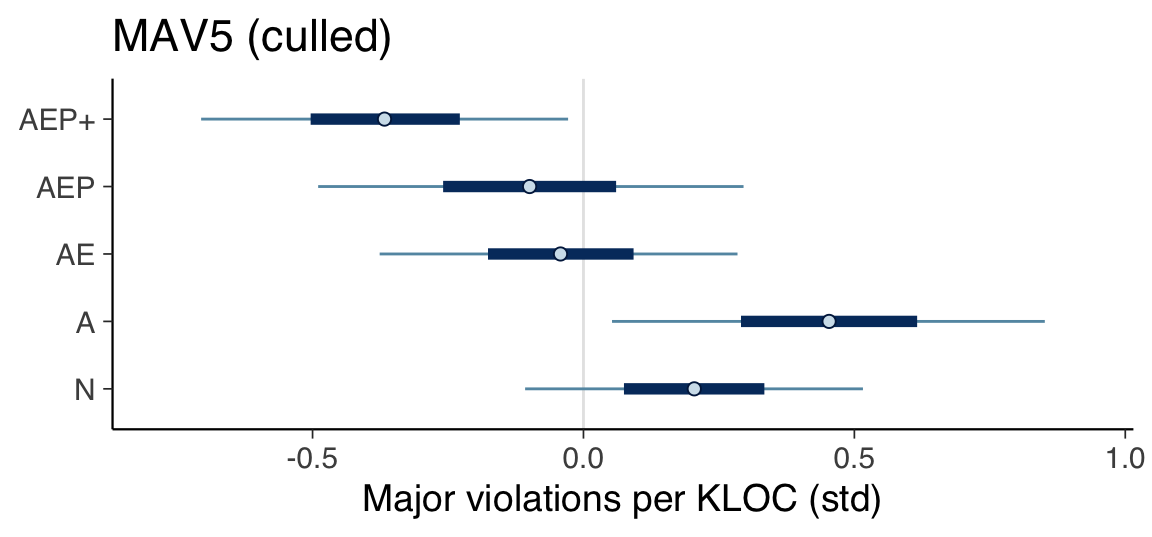 MAV5 (culled)
AEP+
AEP
AE
A
N
-0.5 0.0 0.5 1.0
Major violations per KLOC (std)